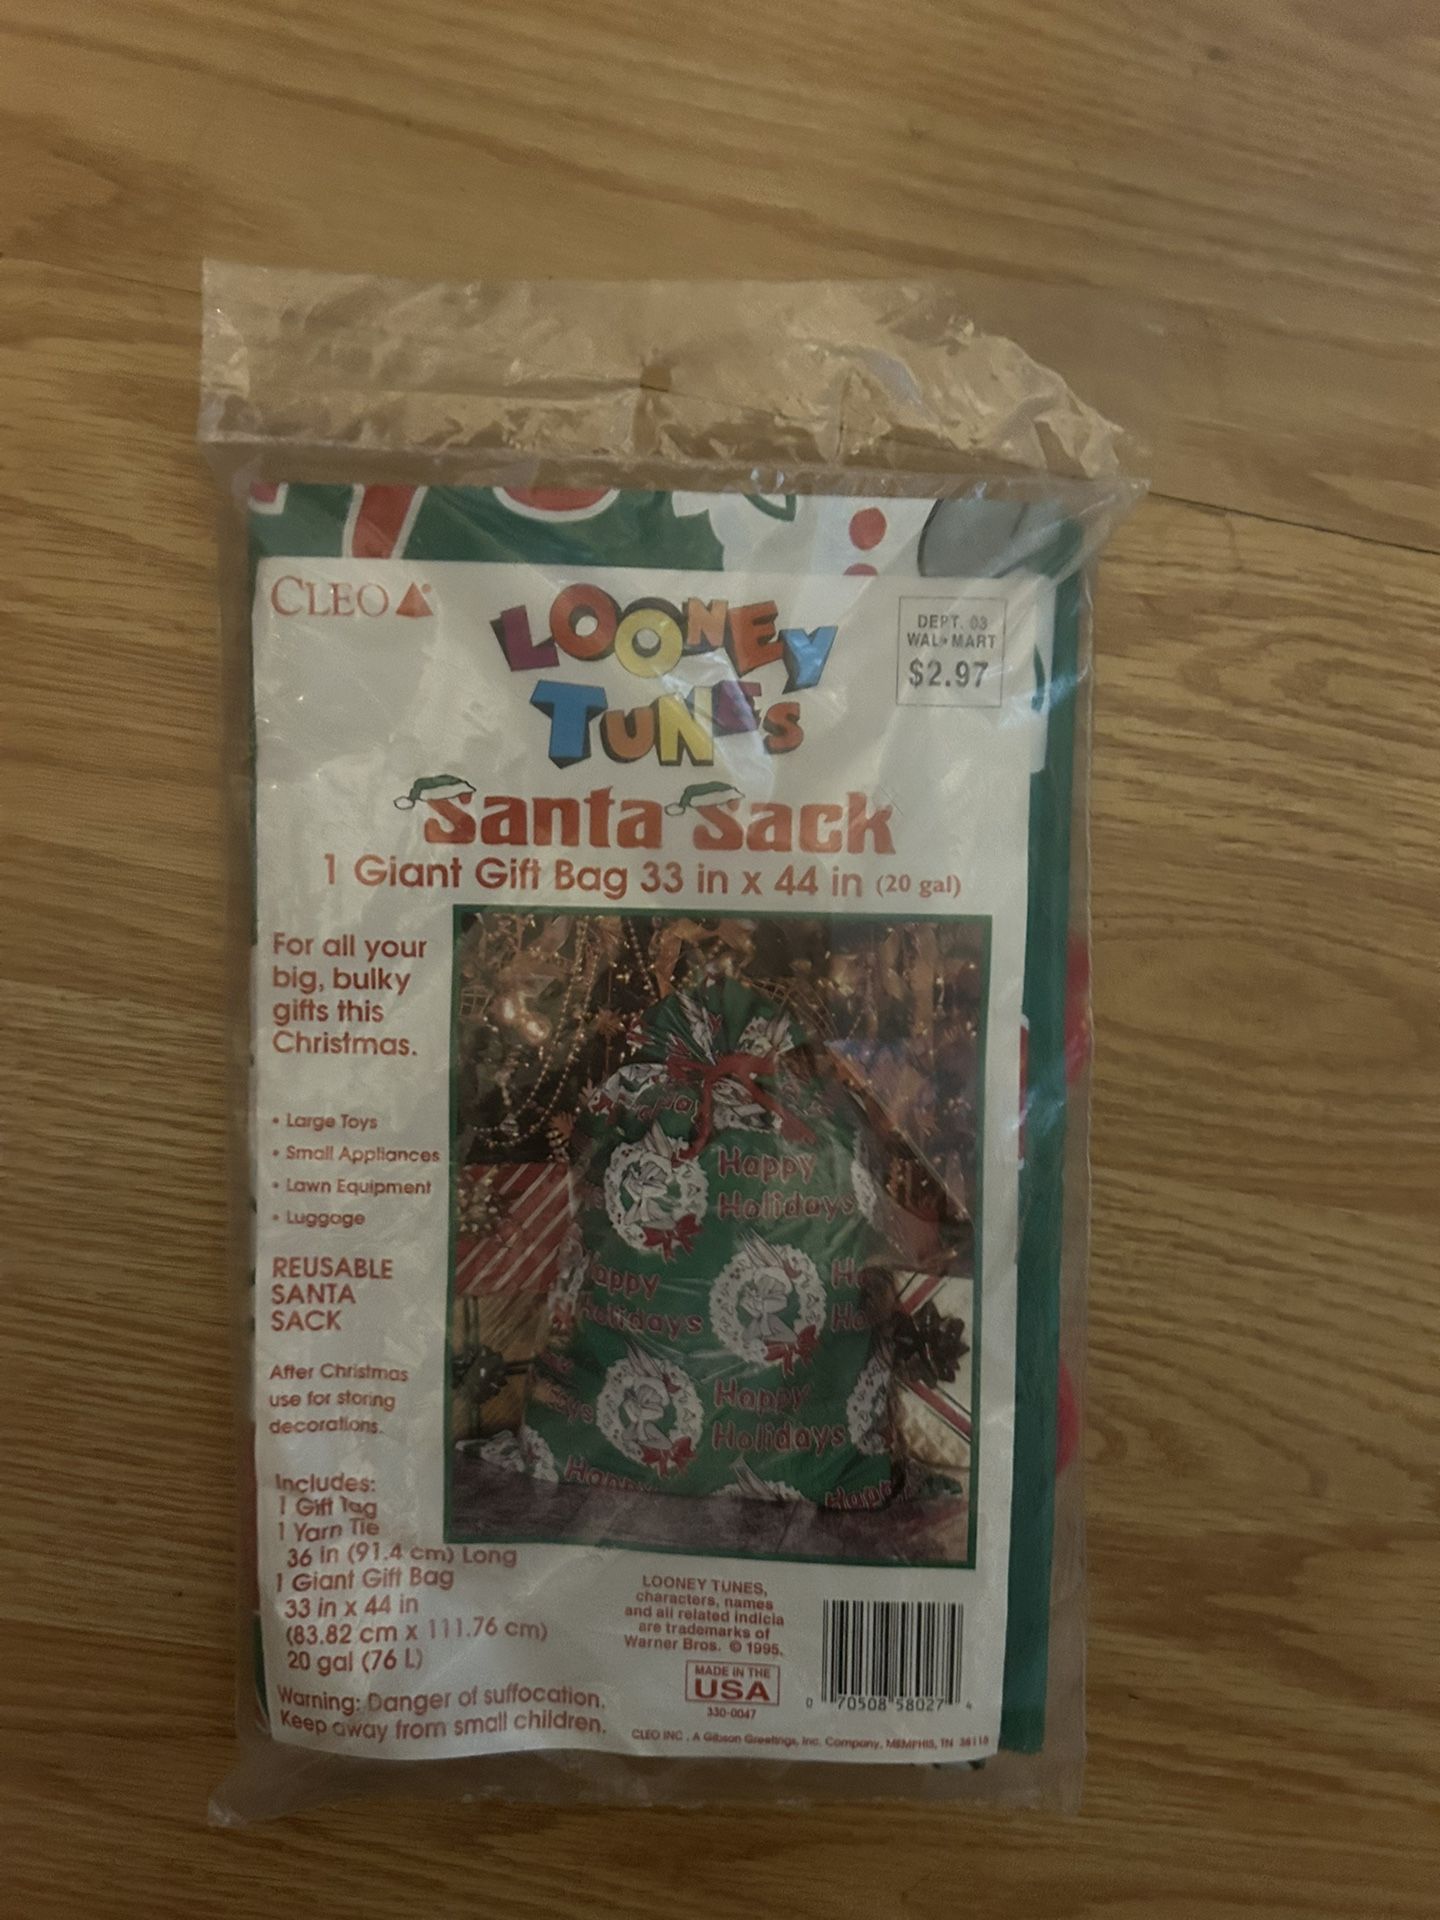 CLEO
LOONEY
TUNES
DEPT. 03
WAL★MART
$2.97
Santa Sack
1 Giant Gift Bag 33 in x 44 in (20 gal)
For all your
big, bulky
gifts this
Christmas.
• Large Toys
• Small Appliances
• Lawn Equipment
• Luggage
REUSABLE
SANTA
SACK
After Christmas
use for storing
decorations.
Includes:
1 Gift Tag
1 Yarn Tie
36 in (91.4 cm) Long
1 Giant Gift Bag
33 in x 44 in
(83.82 cm x 111.76 cm)
20 gal (76 L)
Warning: Danger of suffocation.
Keep away from small children.
Happy
Holidays
Happy
Holidays
Ha
Ho
Happy
Holidays
Happy
Happy
LOONEY TUNES,
characters, names
and all related indicia
are trademarks of
Warner Bros. © 1995.
MADE IN THE
USA
330-0047
0 70508 58027 4
CLEO INC., A Gibson Greetings, Inc. Company, MEMPHIS, TN 38118